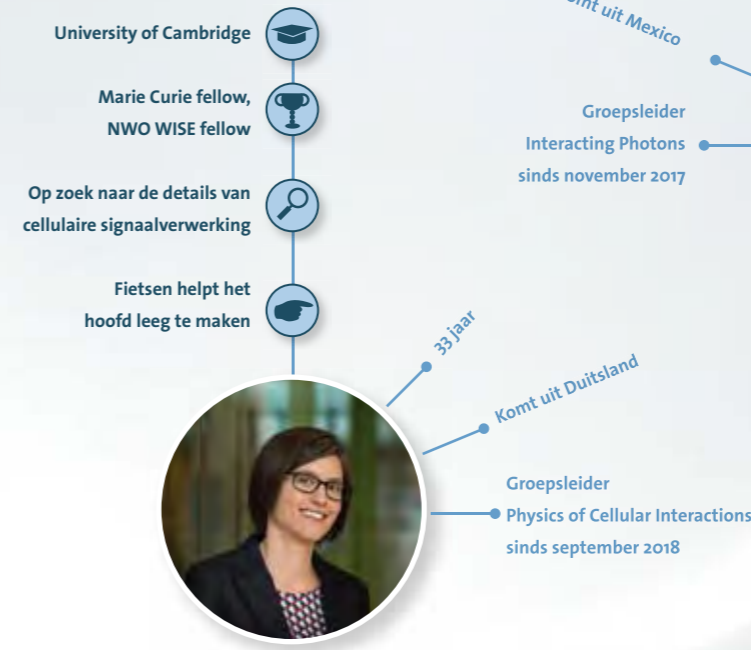 University of Cambridge
Marie Curie fellow,
NWO WISE fellow
Op zoek naar de details van
cellulaire signaalverwerking
Fietsen helpt het
hoofd leeg te maken
uit Mexico
Groepsleider
Interacting Photons
sinds november 2017
33 jaar
Komt uit Duitsland
Groepsleider
Physics of Cellular Interactions
sinds september 2018